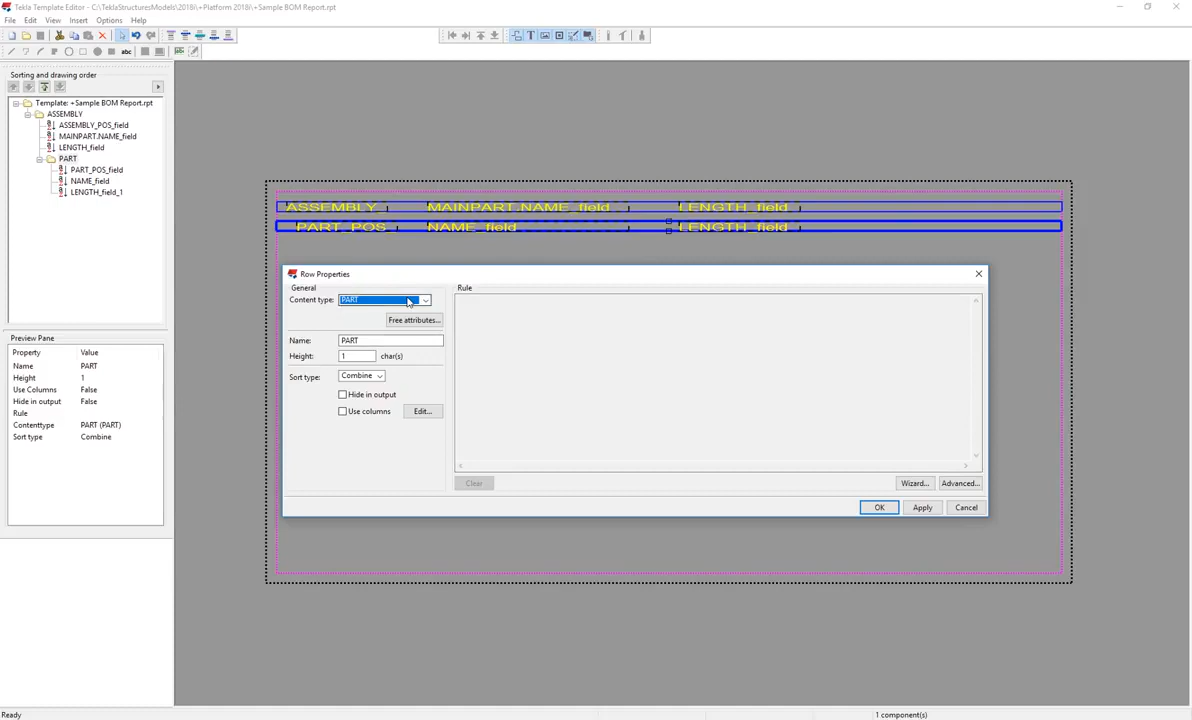 Tekla Template Editor - C:\TeklaStructuresModels\2018i\+Platform 2018i\+Sample BOM Report.rpt
File Edit View Insert Options Help
abc
Sorting and drawing order
Template: +Sample BOM Report.rpt
ASSEMBLY
ASSEMBLY_POS_field
MAINPART.NAME_field
LENGTH_field
PART
PART_POS_field
NAME_field
LENGTH_field_1
ASSEMBLY_ MAINPART.NAME_field LENGTH_field
PART_POS_ NAME_field LENGTH_field
Row Properties
General
Content type: PART
Free attributes...
Name: PART
Height: 1 char(s)
Sort type: Combine
Hide in output
Use columns Edit...
Rule
Clear Wizard... Advanced...
OK Apply Cancel
Preview Pane
Property Value
Name PART
Height 1
Use Columns False
Hide in output False
Rule
Contenttype PART (PART)
Sort type Combine
Ready 1 component(s)